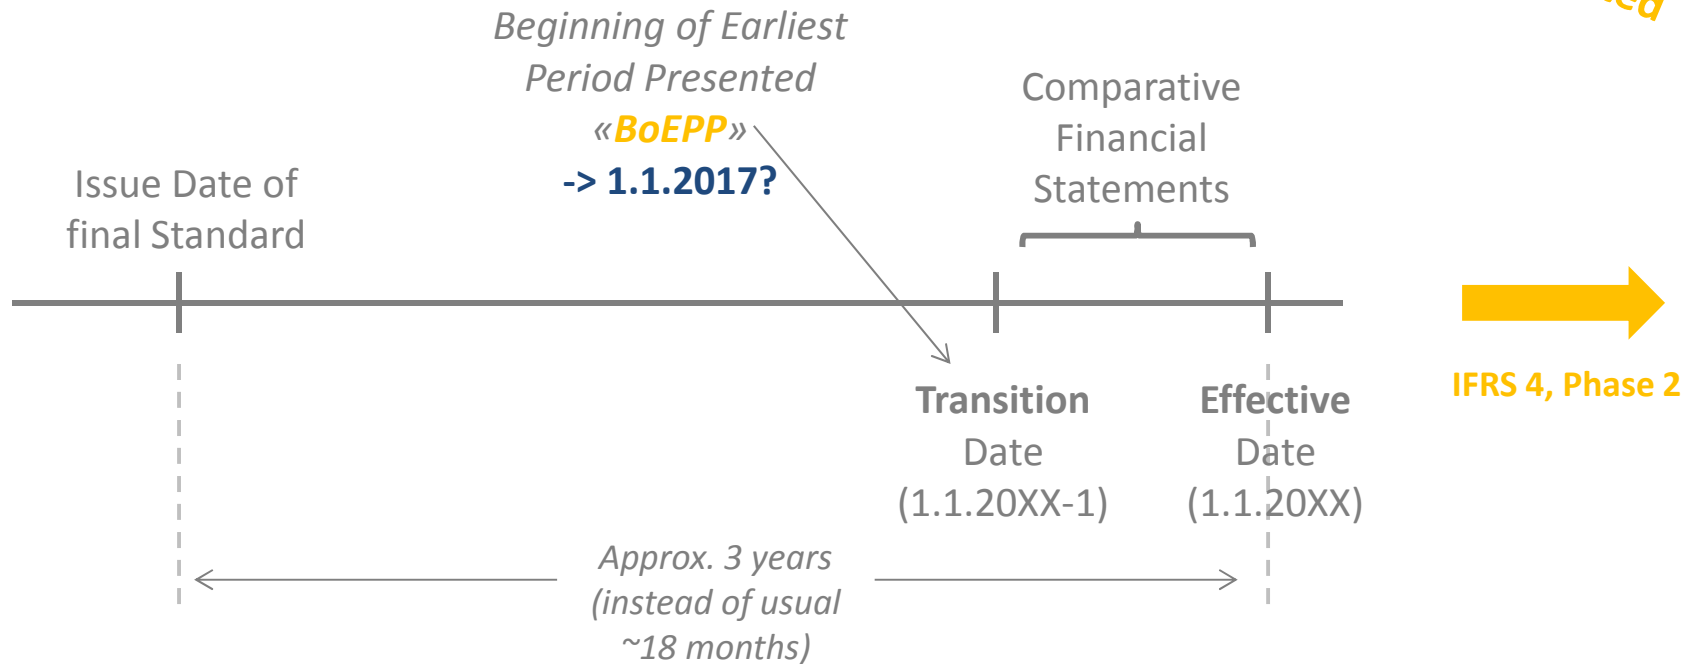 Beginning of Earliest
Period Presented
«BoEPP»
-> 1.1.2017?
Comparative
Financial
Statements
Issue Date of
final Standard
IFRS 4, Phase 2
Transition
Date
(1.1.20XX-1)
Effective
Date
(1.1.20XX)
Approx. 3 years
(instead of usual
~18 months)